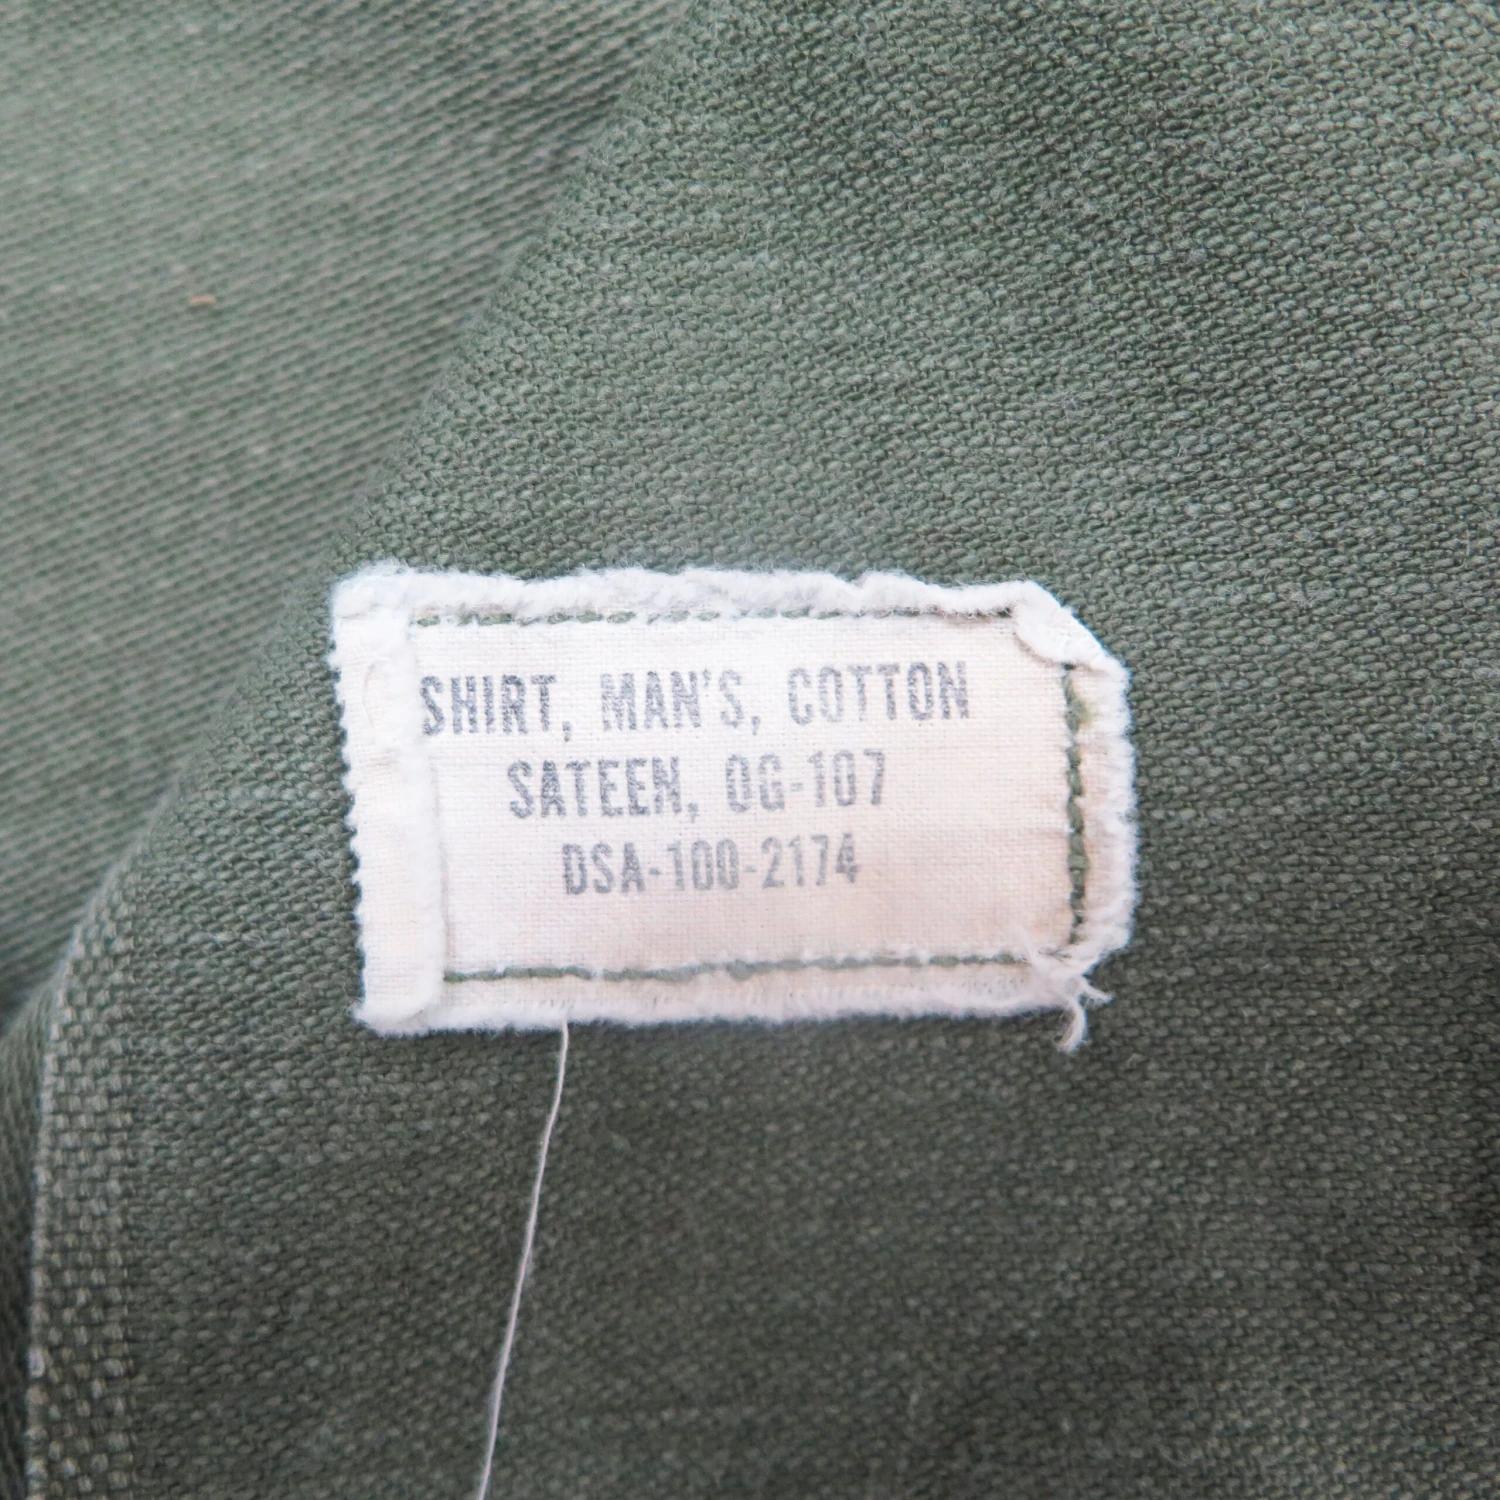 SHIRT, MAN'S, COTTON
SATEEN, OG-107
DSA-100-2174